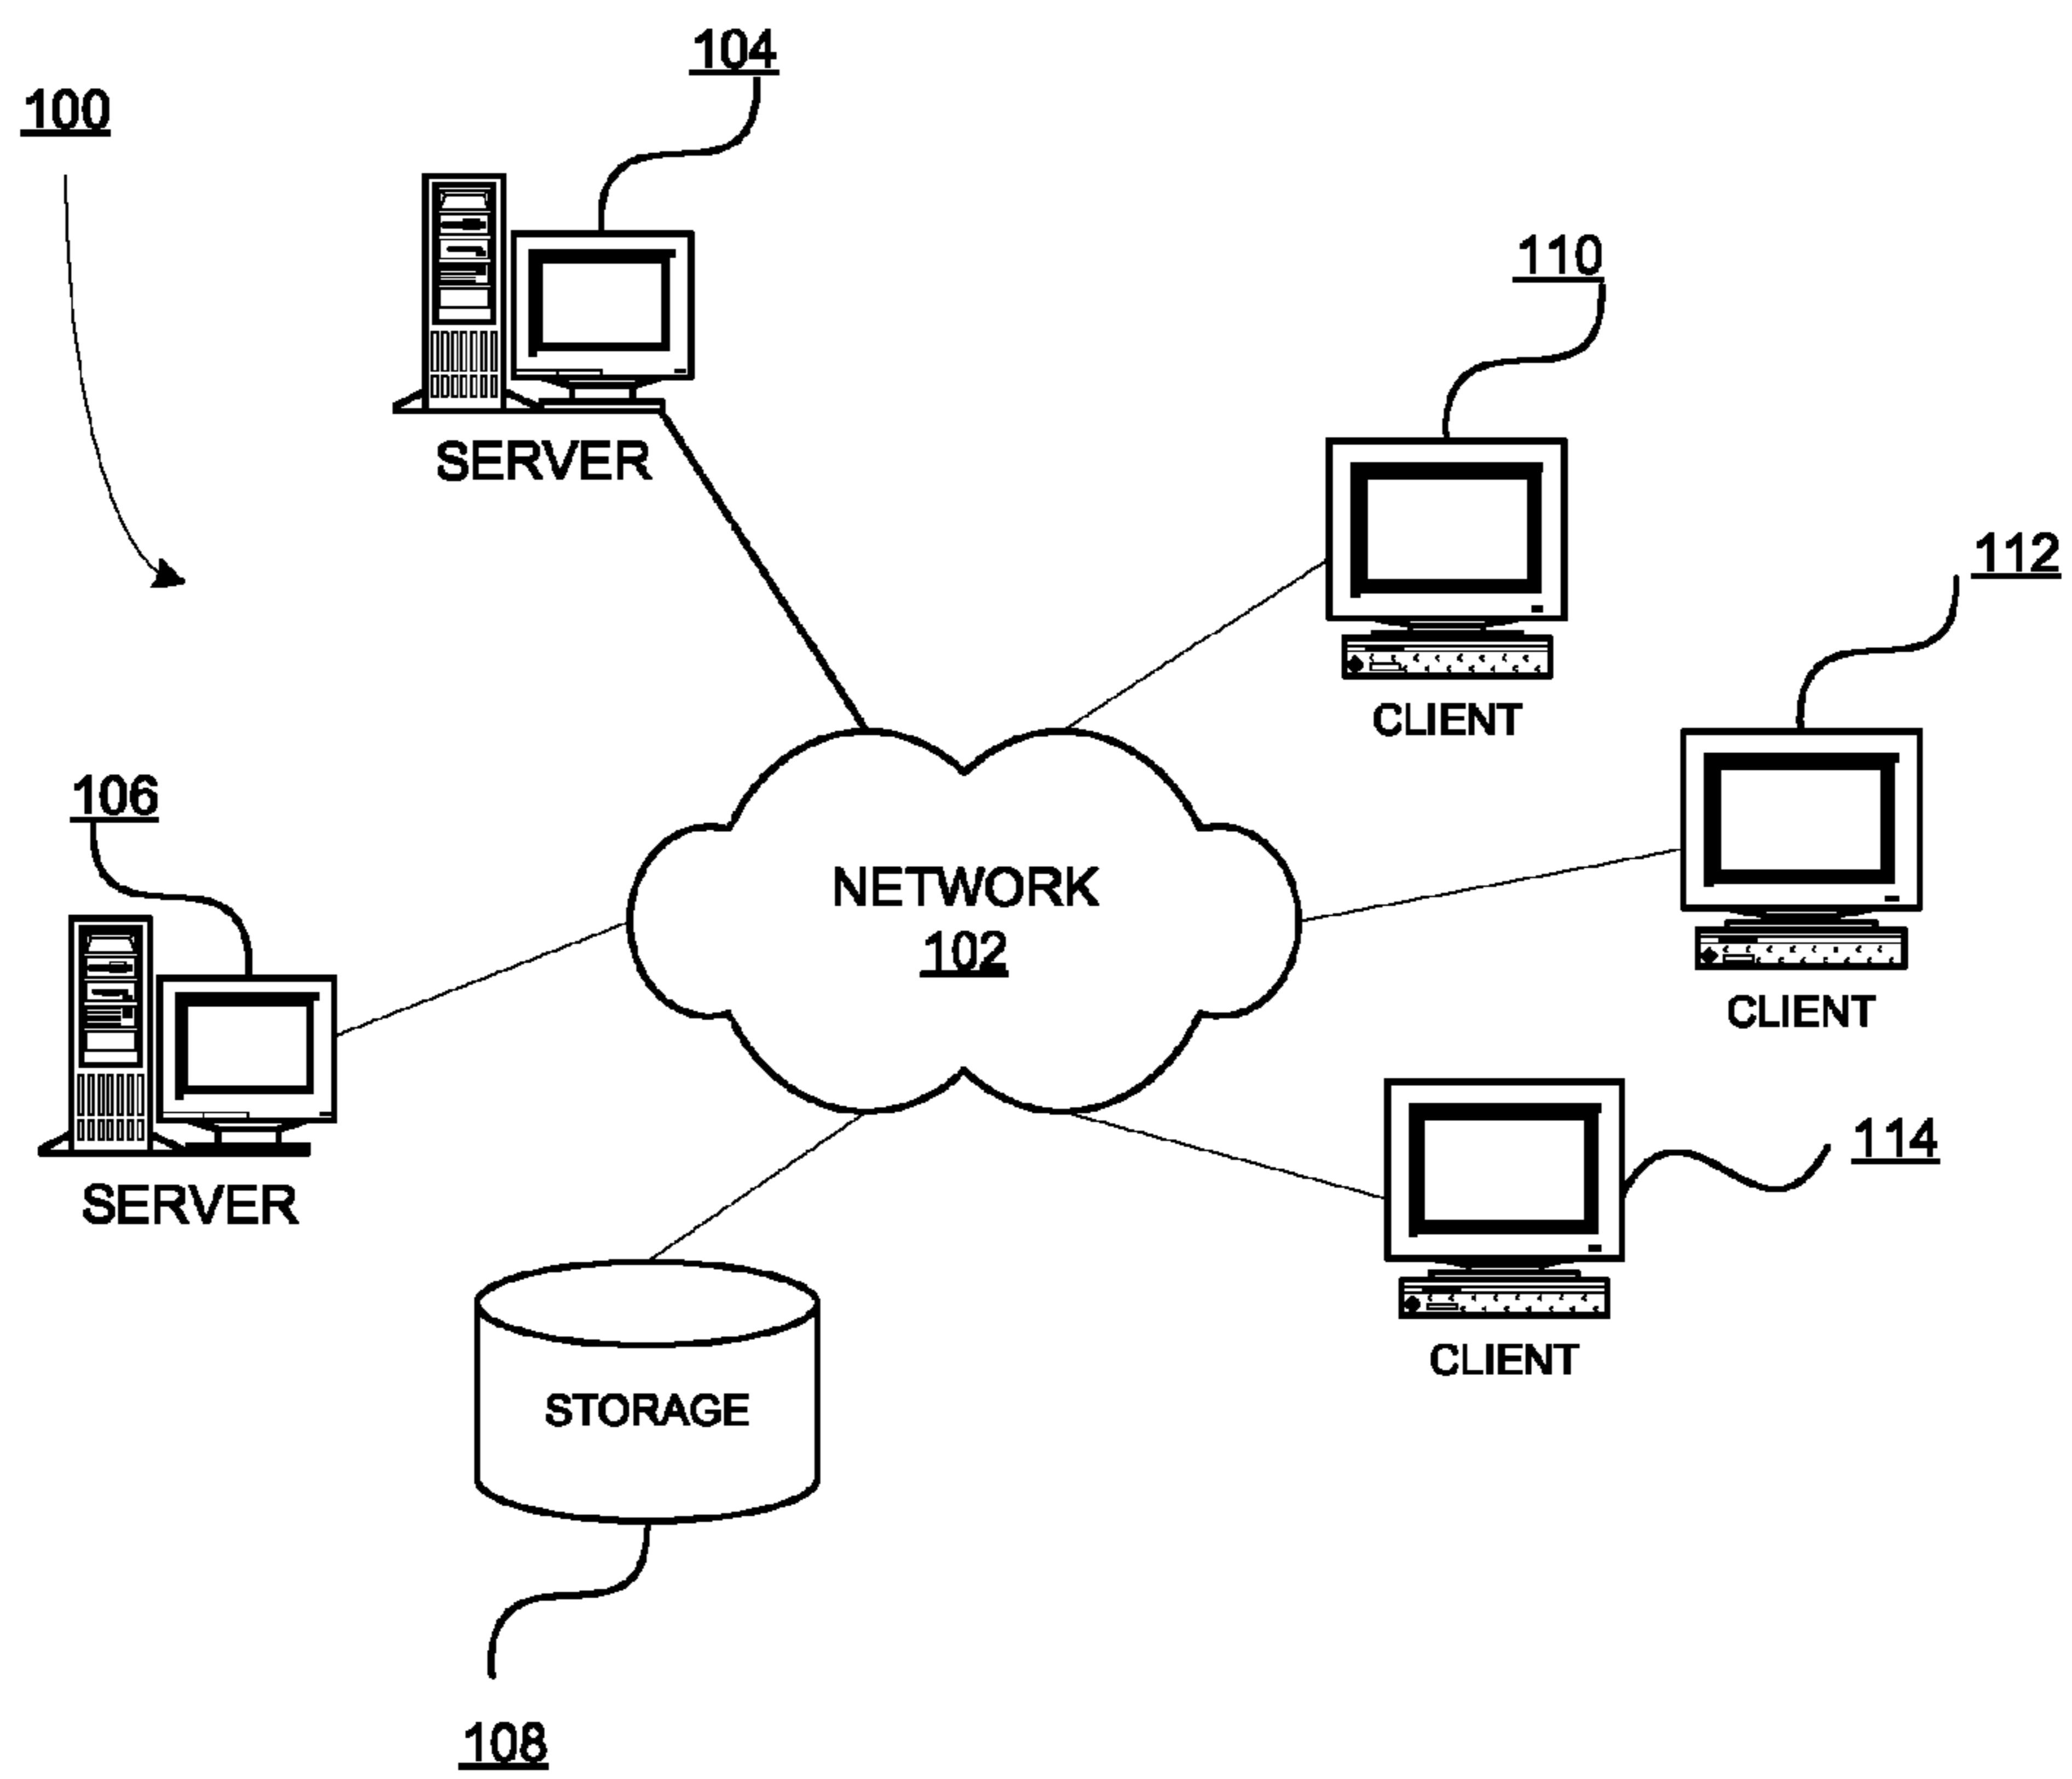 104
100
SERVER
110
CLIENT
112
CLIENT
106
SERVER
NETWORK
102
114
CLIENT
STORAGE
108